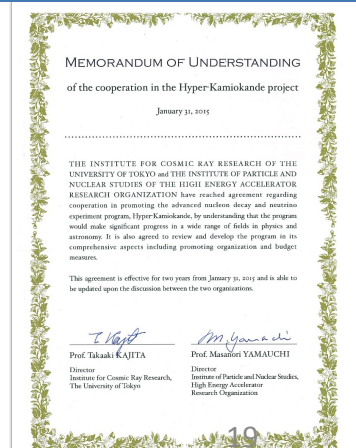 MEMORANDUM OF UNDERSTANDING
of the cooperation in the Hyper-Kamiokande project
January 31, 2015
THE INSTITUTE FOR COSMIC RAY RESEARCH OF THE
UNIVERSITY OF TOKYO and THE INSTITUTE OF PARTICLE AND
NUCLEAR STUDIES OF THE HIGH ENERGY ACCELERATOR
RESEARCH ORGANIZATION have reached agreement regarding
cooperation in promoting the advanced nucleon decay and neutrino
experiment program, Hyper-Kamiokande, by understanding that the program
would make significant progress in a wide range of fields in physics and
astronomy. It is also agreed to review and develop the program in its
comprehensive aspects including promoting organization and budget
measures.
This agreement is effective for two years from January 31, 2015 and is able to
be updated upon the discussion between the two organizations.
T. Kajita M. Yamauchi
Prof. Takaaki KAJITA Prof. Masanori YAMAUCHI
Director Director
Institute for Cosmic Ray Research, Institute of Particle and Nuclear Studies,
The University of Tokyo High Energy Accelerator
Research Organization
19